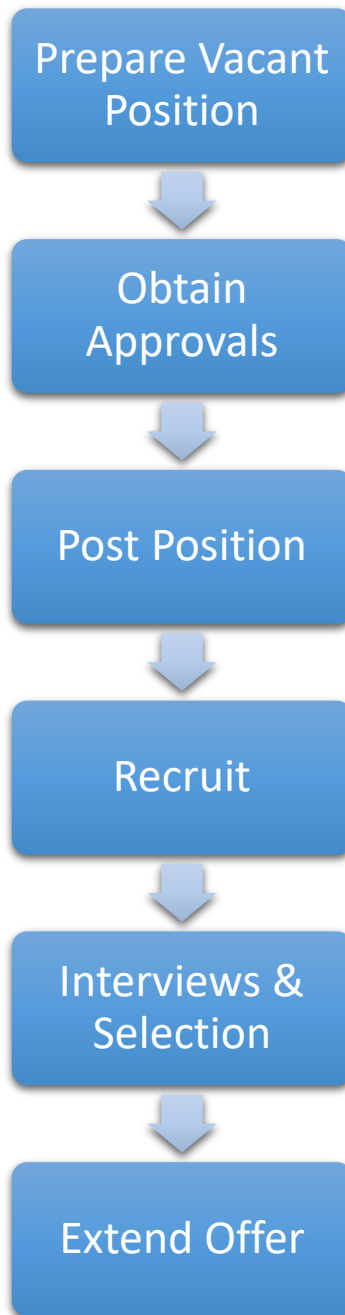 Prepare Vacant
Position
Obtain
Approvals
Post Position
Recruit
Interviews &
Selection
Extend Offer